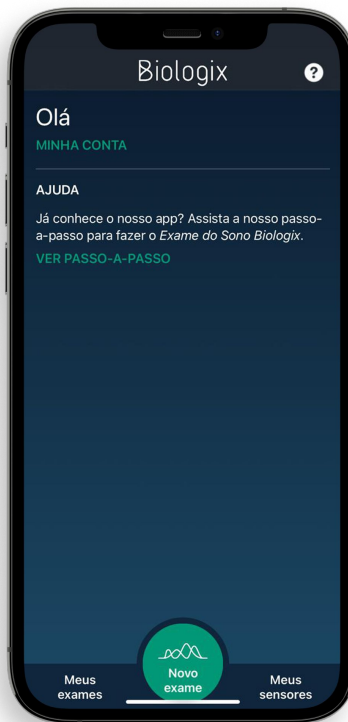 Biologix
?
Olá
MINHA CONTA
AJUDA
Já conhece o nosso app? Assista a nosso passo-
a-passo para fazer o Exame do Sono Biologix.
VER PASSO-A-PASSO
Novo
exame
Meus
exames
Meus
sensores